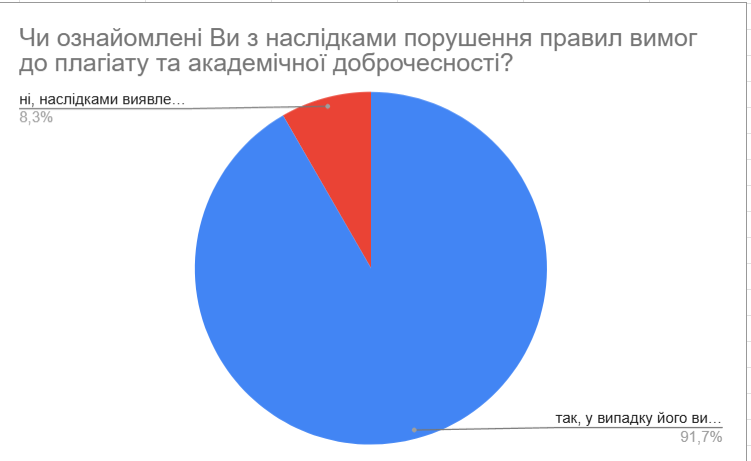 Чи ознайомлені Ви з наслідками порушення правил вимог
до плагіату та академічної доброчесності?
ні, наслідками виявле…
8,3%
так, у випадку його ви…
91,7%